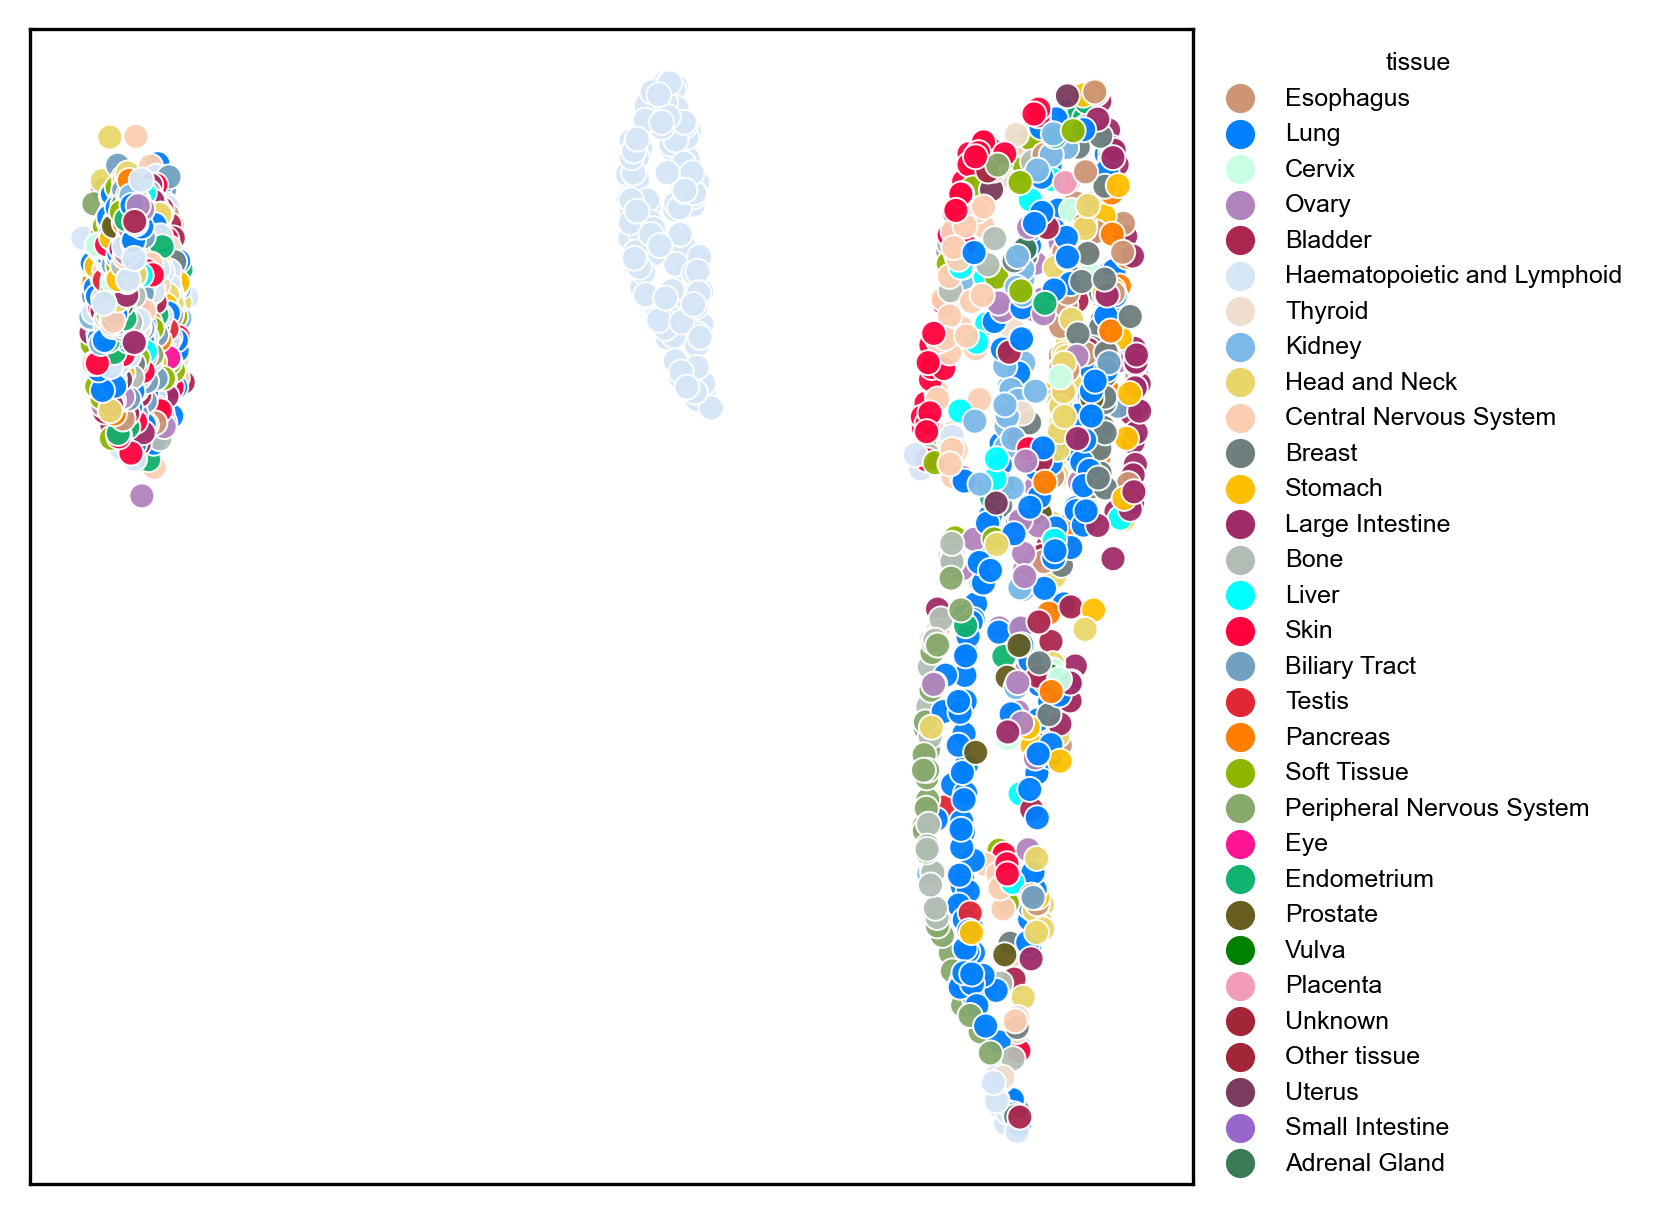 tissue
Esophagus
Lung
Cervix
Ovary
Bladder
Haematopoietic and Lymphoid
Thyroid
Kidney
Head and Neck
Central Nervous System
Breast
Stomach
Large Intestine
Bone
Liver
Skin
Biliary Tract
Testis
Pancreas
Soft Tissue
Peripheral Nervous System
Eye
Endometrium
Prostate
Vulva
Placenta
Unknown
Other tissue
Uterus
Small Intestine
Adrenal Gland